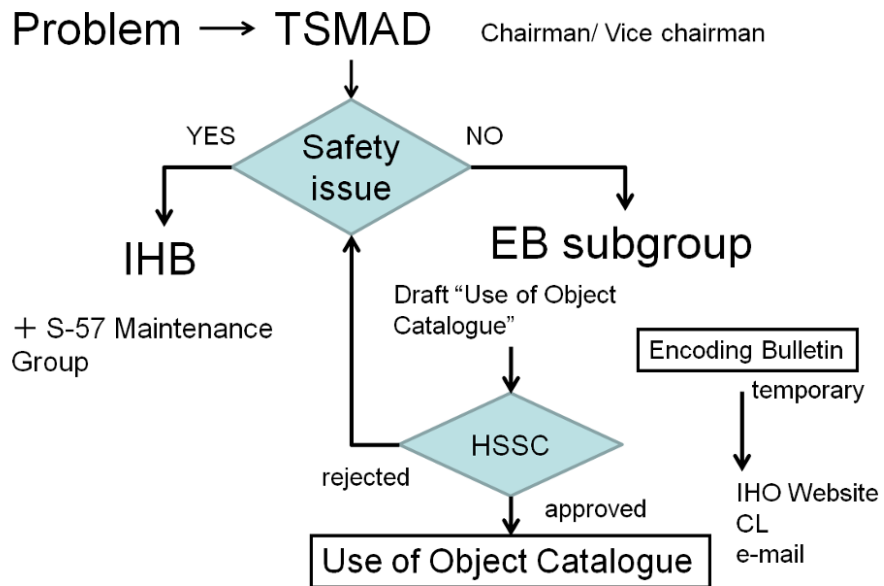 Problem → TSMAD
Chairman/ Vice chairman
YES
NO
Safety
issue
IHB
EB subgroup
＋ S-57 Maintenance
Group
Draft “Use of Object
Catalogue”
Encoding Bulletin
temporary
HSSC
rejected
approved
IHO Website
CL
e-mail
Use of Object Catalogue